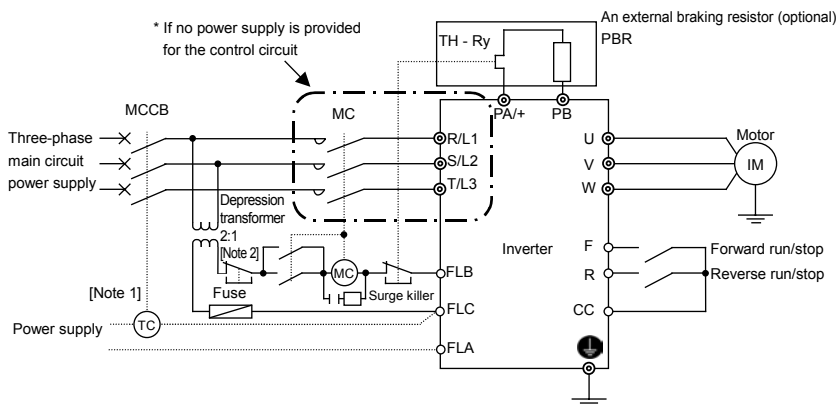 An external braking resistor (optional)
* If no power supply is provided
for the control circuit
TH - Ry
PBR
MCCB
MC
PA/+
PB
Three-phase
main circuit
power supply
R/L1
S/L2
T/L3
U
V
W
Motor
IM
Depression
transformer
2:1
[Note 2]
Inverter
F
Forward run/stop
R
Reverse run/stop
MC
FLB
[Note 1]
Fuse
Surge killer
FLC
CC
Power supply
TC
FLA